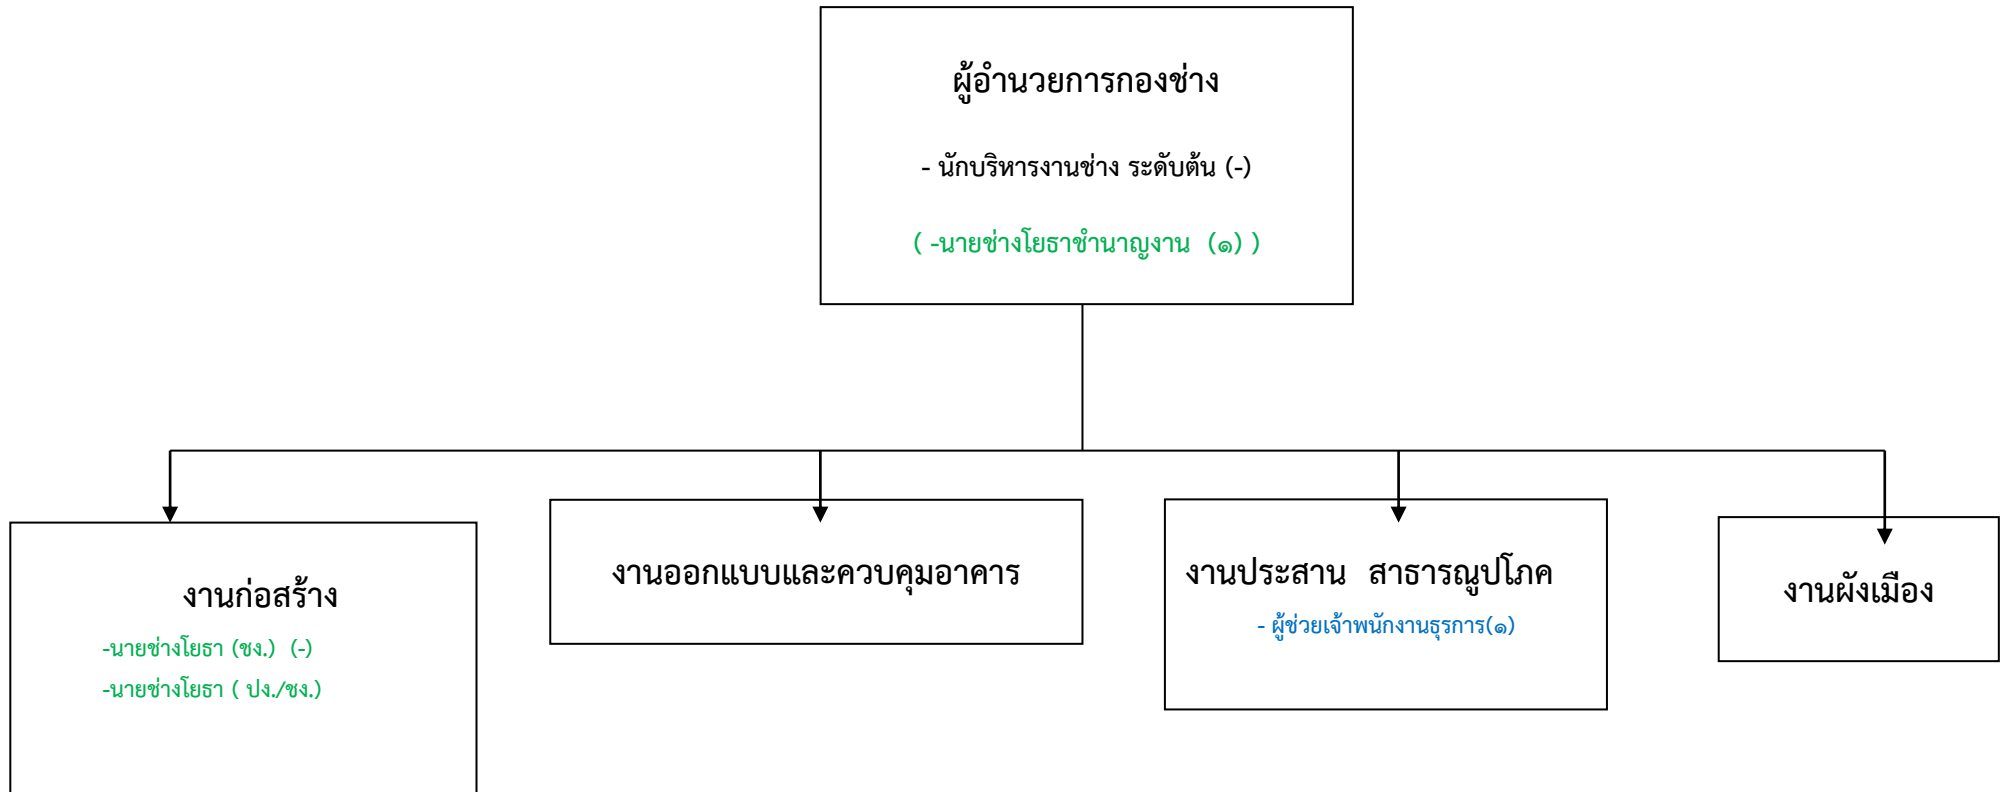 ผู้อำนวยการกองช่าง
- นักบริหารงานช่าง ระดับต้น (-)
( -นายช่างโยธาชำนาญงาน (๑) )
งานก่อสร้าง
-นายช่างโยธา (ชง.) (-)
-นายช่างโยธา ( ปง./ชง.)
งานออกแบบและควบคุมอาคาร
งานประสาน สาธารณูปโภค
- ผู้ช่วยเจ้าพนักงานธุรการ(๑)
งานผังเมือง